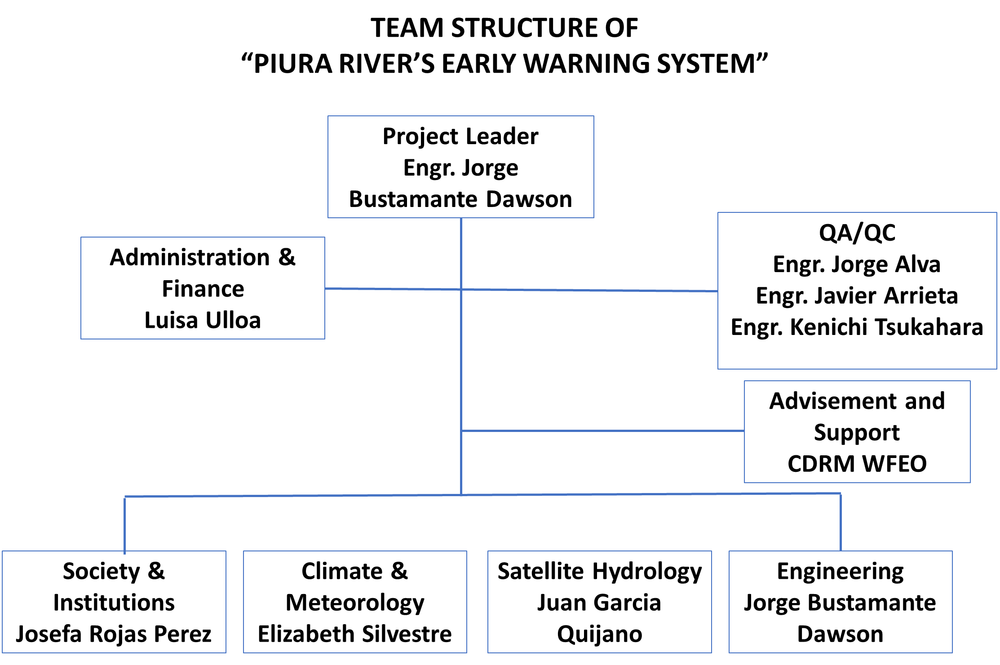 TEAM STRUCTURE OF
“PIURA RIVER’S EARLY WARNING SYSTEM”
Project Leader
Engr. Jorge
Bustamante Dawson
Administration &
Finance
Luisa Ulloa
QA/QC
Engr. Jorge Alva
Engr. Javier Arrieta
Engr. Kenichi Tsukahara
Advisement and
Support
CDRM WFEO
Society &
Institutions
Josefa Rojas Perez
Climate &
Meteorology
Elizabeth Silvestre
Satellite Hydrology
Juan Garcia
Quijano
Engineering
Jorge Bustamante
Dawson